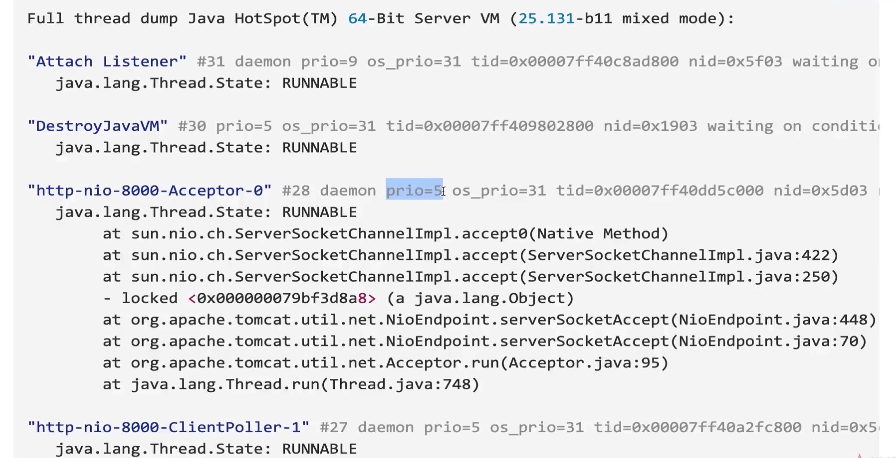 Full thread dump Java HotSpot(TM) 64-Bit Server VM (25.131-b11 mixed mode):
"Attach Listener" #31 daemon prio=9 os_prio=31 tid=0x00007ff40c8ad800 nid=0x5f03 waiting
java.lang.Thread.State: RUNNABLE
"DestroyJavaVM" #30 prio=5 os_prio=31 tid=0x00007ff409802800 nid=0x1903 waiting on
java.lang.Thread.State: RUNNABLE
"http-nio-8000-Acceptor-0" #28 daemon prio=5 os_prio=31 tid=0x00007ff40dd5c000 nid=0x5d03
java.lang.Thread.State: RUNNABLE
at sun.nio.ch.ServerSocketChannelImpl.accept0(Native Method)
at sun.nio.ch.ServerSocketChannelImpl.accept(ServerSocketChannelImpl.java:422)
at sun.nio.ch.ServerSocketChannelImpl.accept(ServerSocketChannelImpl.java:250)
- locked <0x000000079bf3d8a8> (a java.lang.Object)
at org.apache.tomcat.util.net.NioEndpoint.serverSocketAccept(NioEndpoint.java:448)
at org.apache.tomcat.util.net.NioEndpoint.serverSocketAccept(NioEndpoint.java:70)
at org.apache.tomcat.util.net.Acceptor.run(Acceptor.java:95)
at java.lang.Thread.run(Thread.java:748)
"http-nio-8000-ClientPoller-1" #27 daemon prio=5 os_prio=31 tid=0x00007ff40a2fc800
java.lang.Thread.State: RUNNABLE